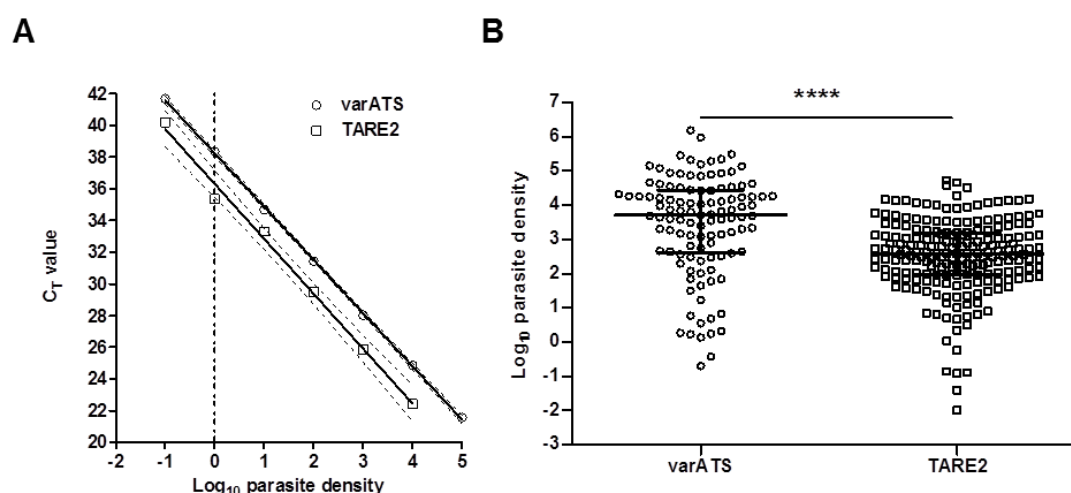 A
B
42
40
38
36
34
32
30
28
26
24
22
20
-2 -1 0 1 2 3 4 5
C_T value
Log₁₀ parasite density
varATS
TARE2
****
7
6
5
4
3
2
1
0
-1
-2
-3
Log₁₀ parasite density
varATS TARE2